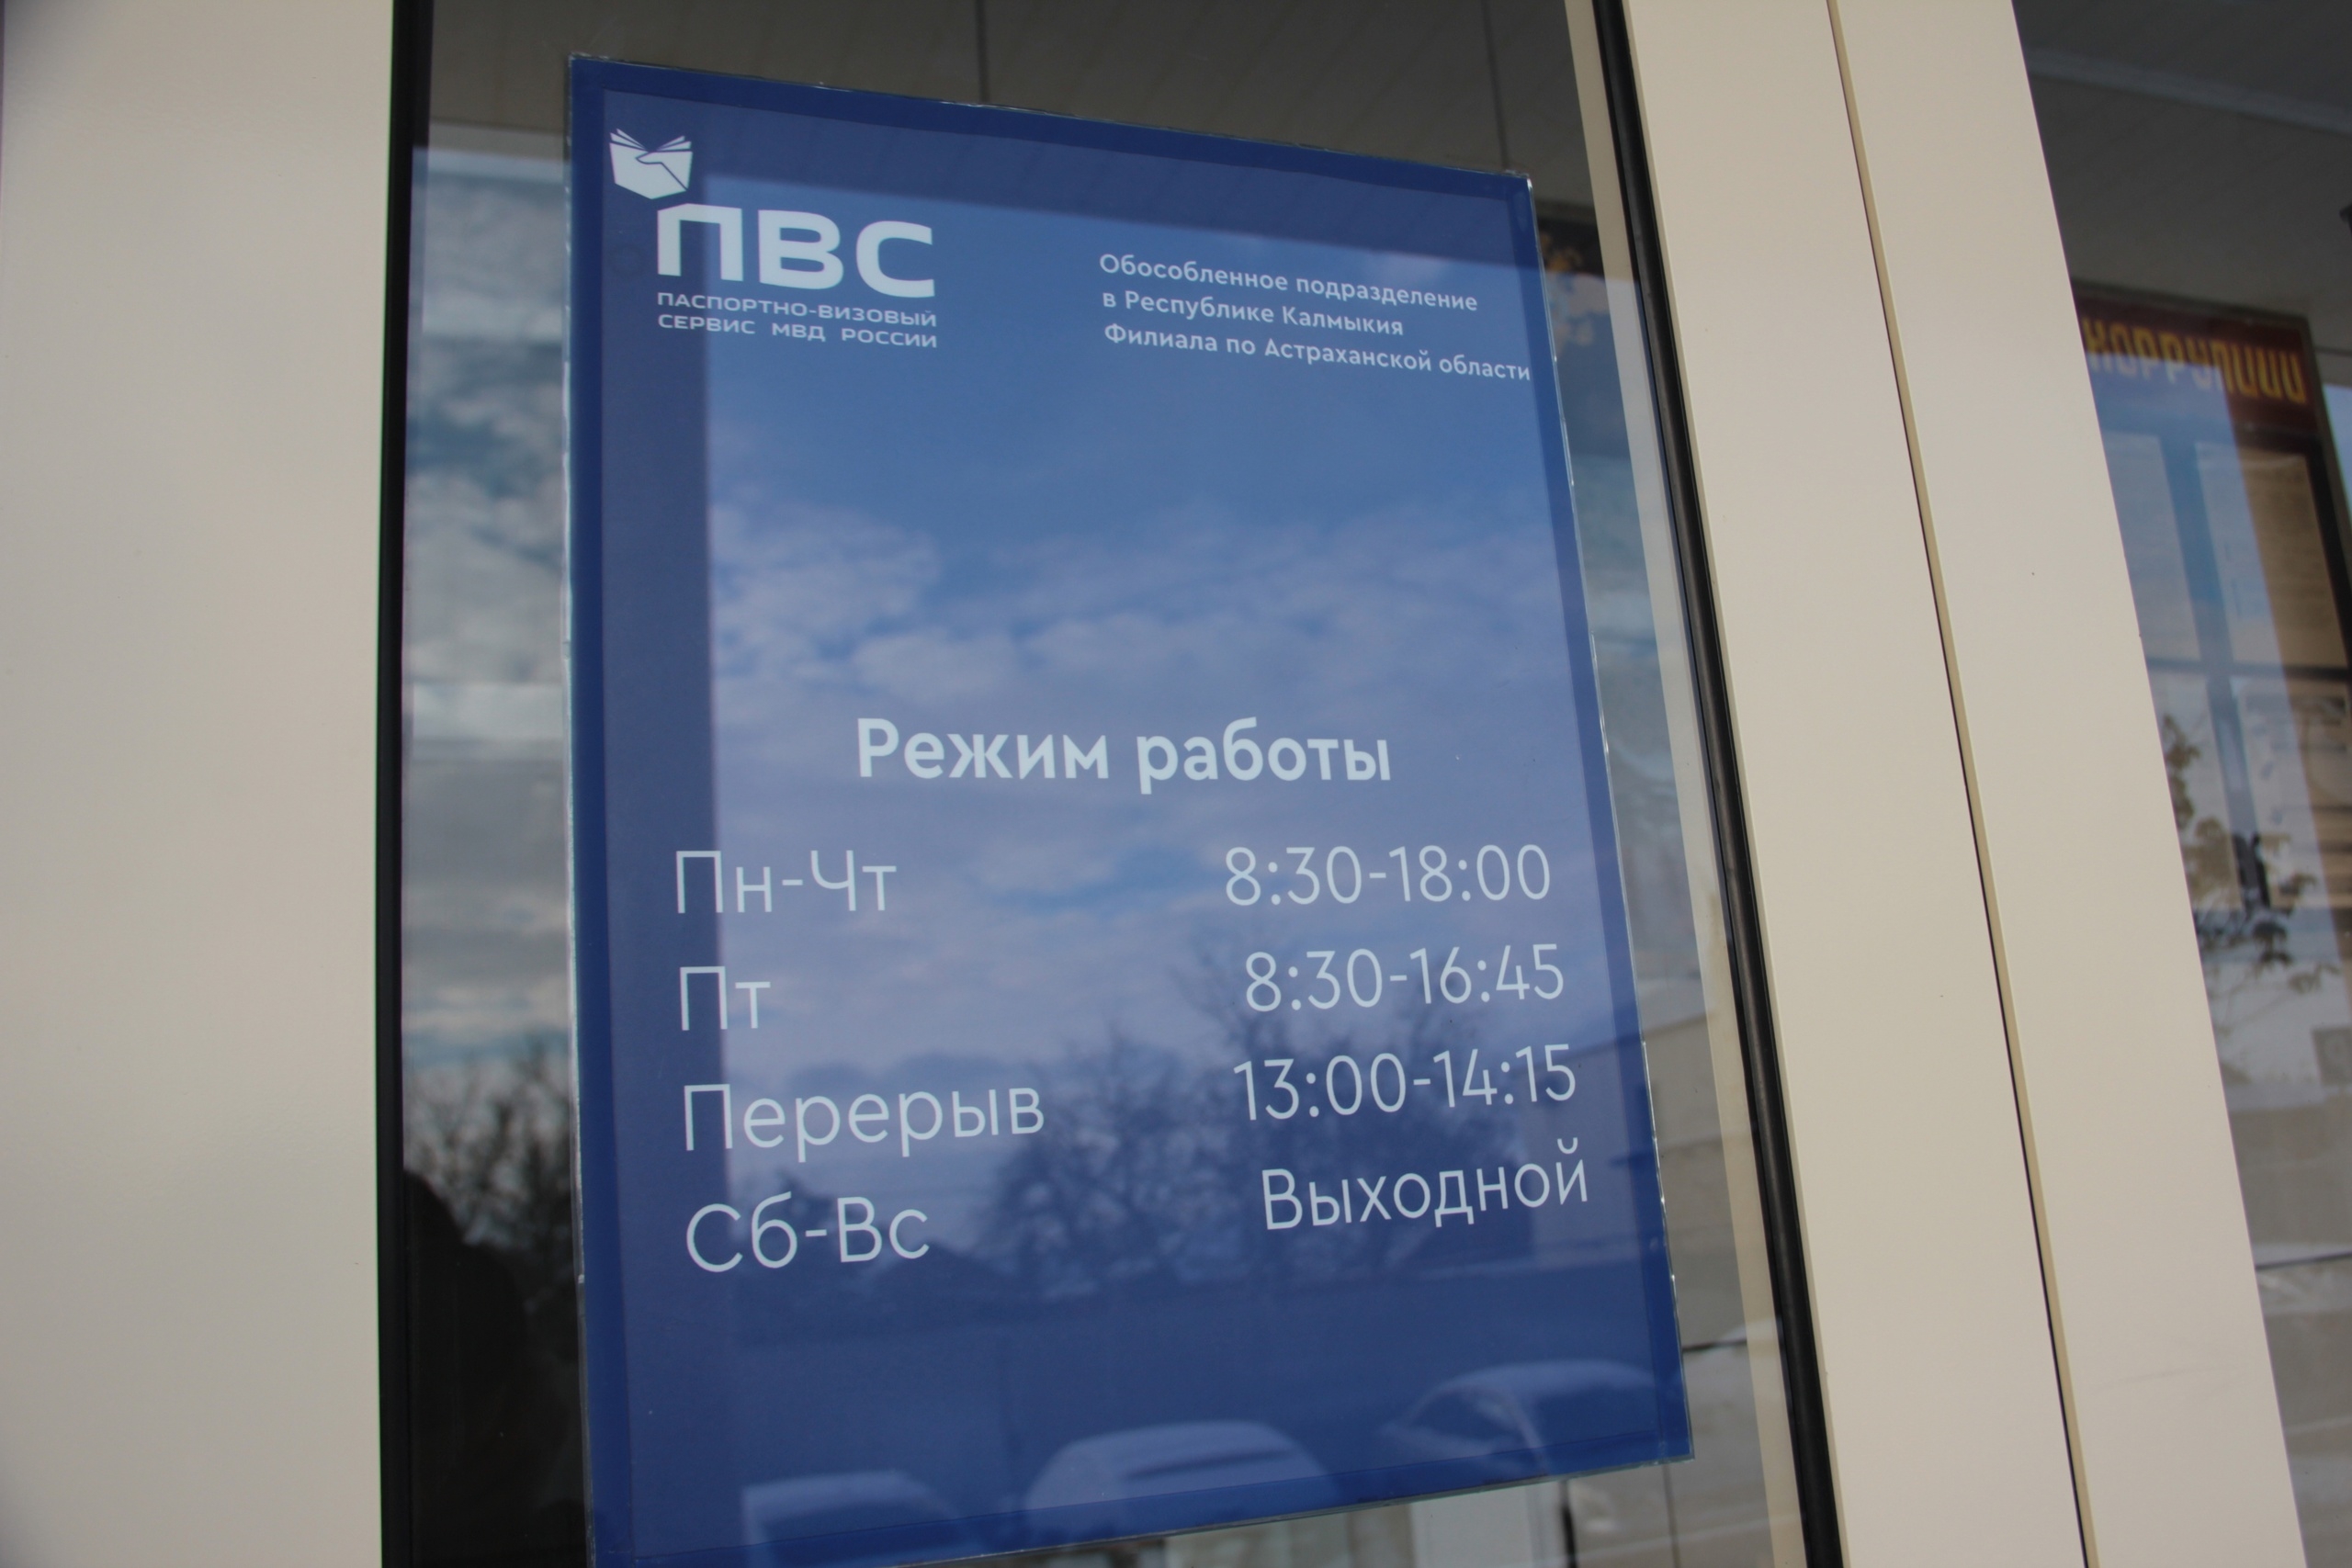 ПВС
ПАСПОРТНО-ВИЗОВЫЙ
СЕРВИС МВД РОССИИ
Обособленное подразделение
в Республике Калмыкия
Филиала по Астраханской области
Режим работы
Пн-Чт 8:30-18:00
Пт 8:30-16:45
Перерыв 13:00-14:15
Сб-Вс Выходной
КОРРУПЦИИ